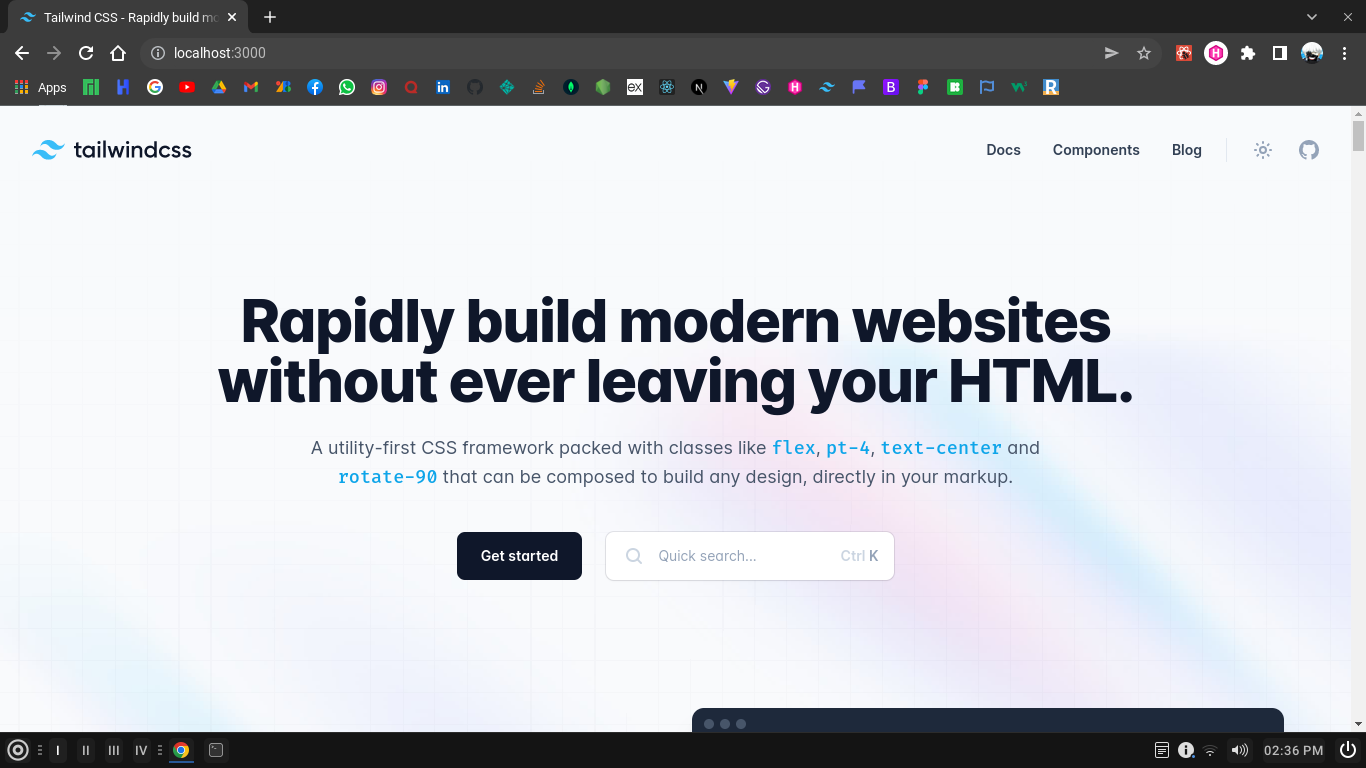 Tailwind CSS - Rapidly build mo
localhost:3000
Apps
tailwindcss
Docs
Components
Blog
Rapidly build modern websites
without ever leaving your HTML.
A utility-first CSS framework packed with classes like flex, pt-4, text-center and
rotate-90 that can be composed to build any design, directly in your markup.
Get started
Quick search...
Ctrl K
I
II
III
IV
02:36 PM